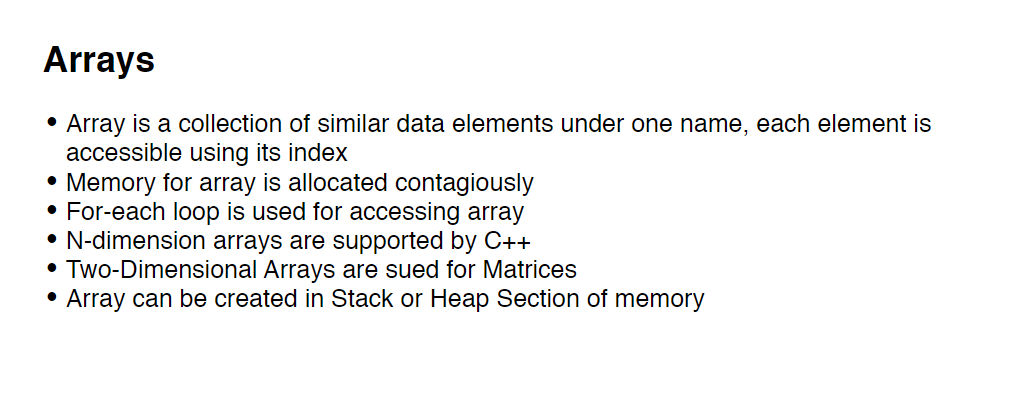 Arrays
• Array is a collection of similar data elements under one name, each element is
accessible using its index
• Memory for array is allocated contagiously
• For-each loop is used for accessing array
• N-dimension arrays are supported by C++
• Two-Dimensional Arrays are sued for Matrices
• Array can be created in Stack or Heap Section of memory